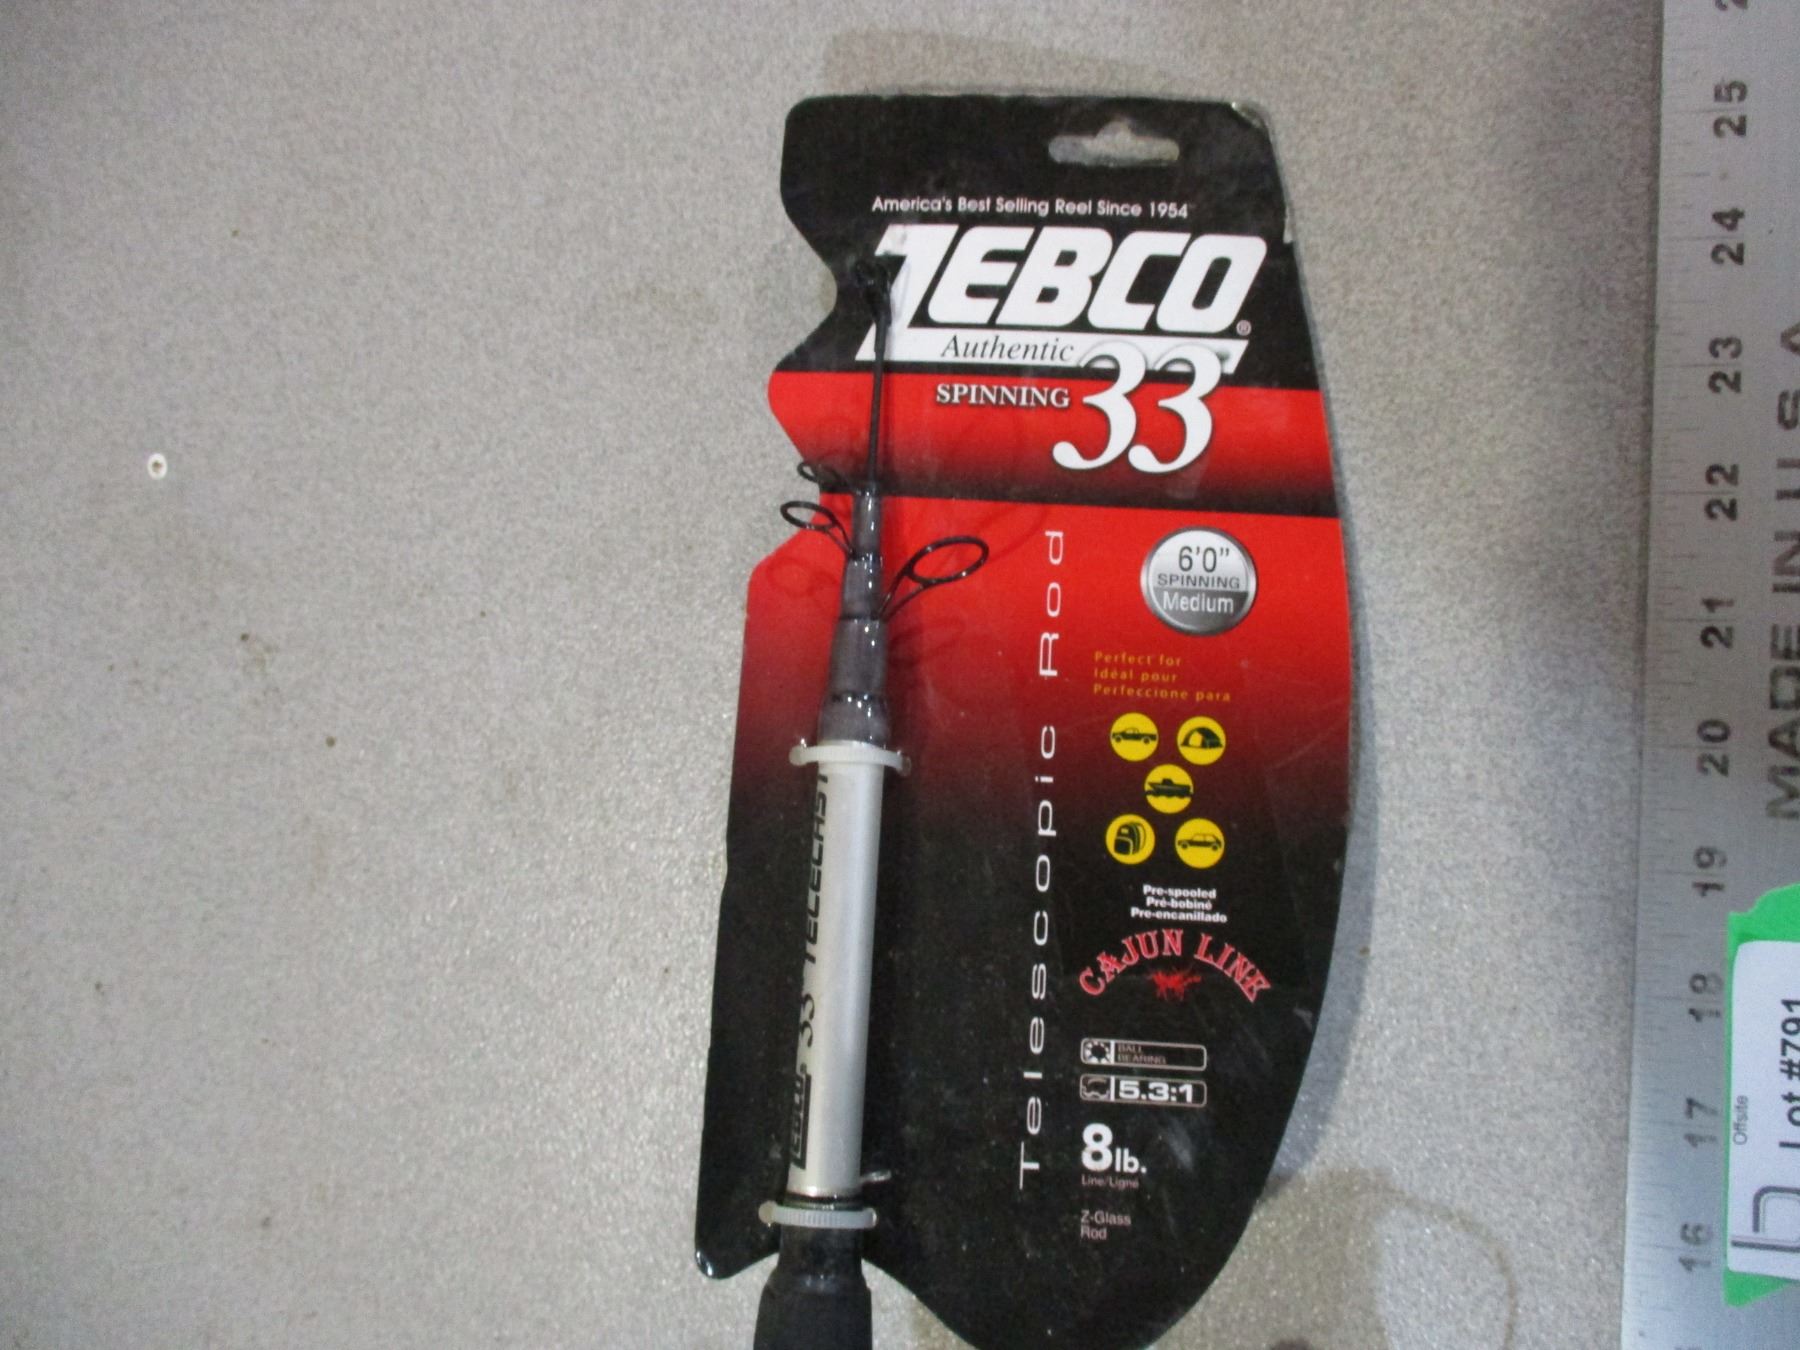 America's Best Selling Reel Since 1954
ZEBCO®
Authentic
SPINNING 33
6'0"
SPINNING
Medium
Telescopic Rod
Perfect for
Idéal pour
Perfeccione para
Pre-spooled
Pré-bobiné
Pre-encanillado
CAJUN LINE
BALL
BEARING
5.3:1
8lb.
Line/Ligne
Z-Glass
Rod
33 TELECAST
25
24
23
22
21
20
19
18
17
16
MADE IN U.S.A
Offsite
Lot #791